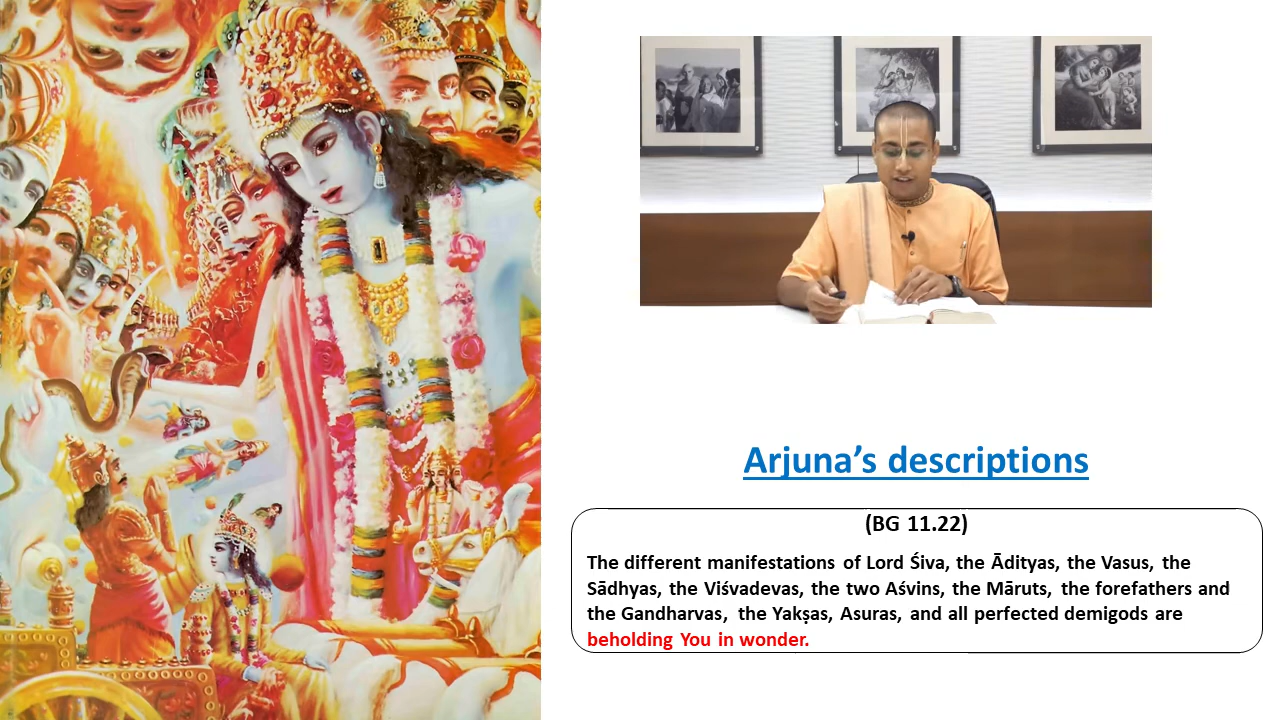 Arjuna’s descriptions
(BG 11.22)
The different manifestations of Lord Śiva, the Ādityas, the Vasus, the
Sādhyas, the Viśvadevas, the two Aśvins, the Māruts, the forefathers and
the Gandharvas, the Yakṣas, Asuras, and all perfected demigods are
beholding You in wonder.